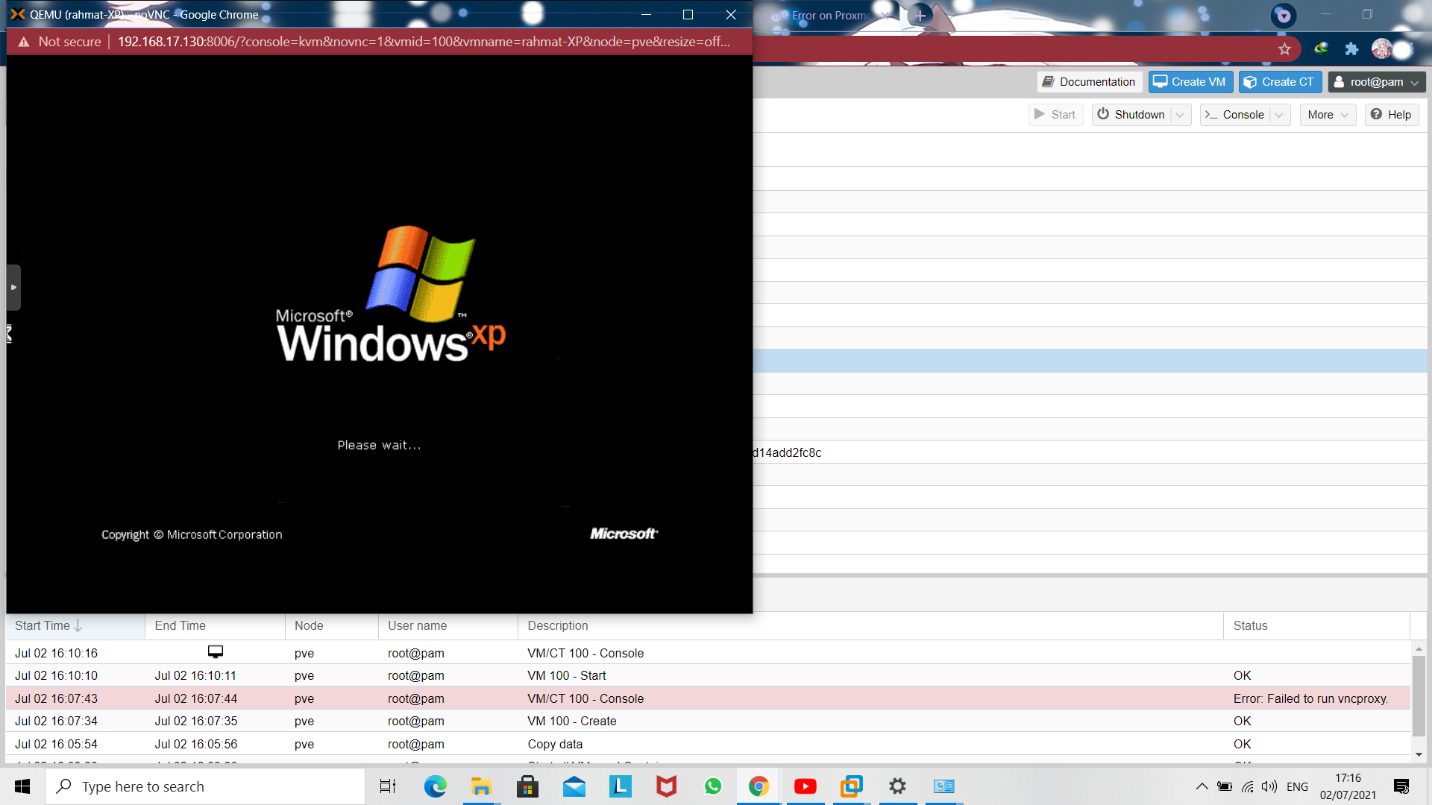 QEMU (rahmat-XP) - noVNC - Google Chrome
Error on Proxm
Not secure | 192.168.17.130:8006/?console=kvm&novnc=1&vmid=100&vmname=rahmat-XP&node=pve&resize=off...
Documentation Create VM Create CT root@pam
Start Shutdown Console More Help
Microsoft®
Windows® xp ™
d14add2fc8c
Please wait...
Copyright © Microsoft Corporation Microsoft®
Start Time End Time Node User name Description Status
Jul 02 16:10:16 pve root@pam VM/CT 100 - Console
Jul 02 16:10:10 Jul 02 16:10:11 pve root@pam VM 100 - Start OK
Jul 02 16:07:43 Jul 02 16:07:44 pve root@pam VM/CT 100 - Console Error: Failed to run vncproxy.
Jul 02 16:07:34 Jul 02 16:07:35 pve root@pam VM 100 - Create OK
Jul 02 16:05:54 Jul 02 16:05:56 pve root@pam Copy data OK
Type here to search ENG 17:16
02/07/2021